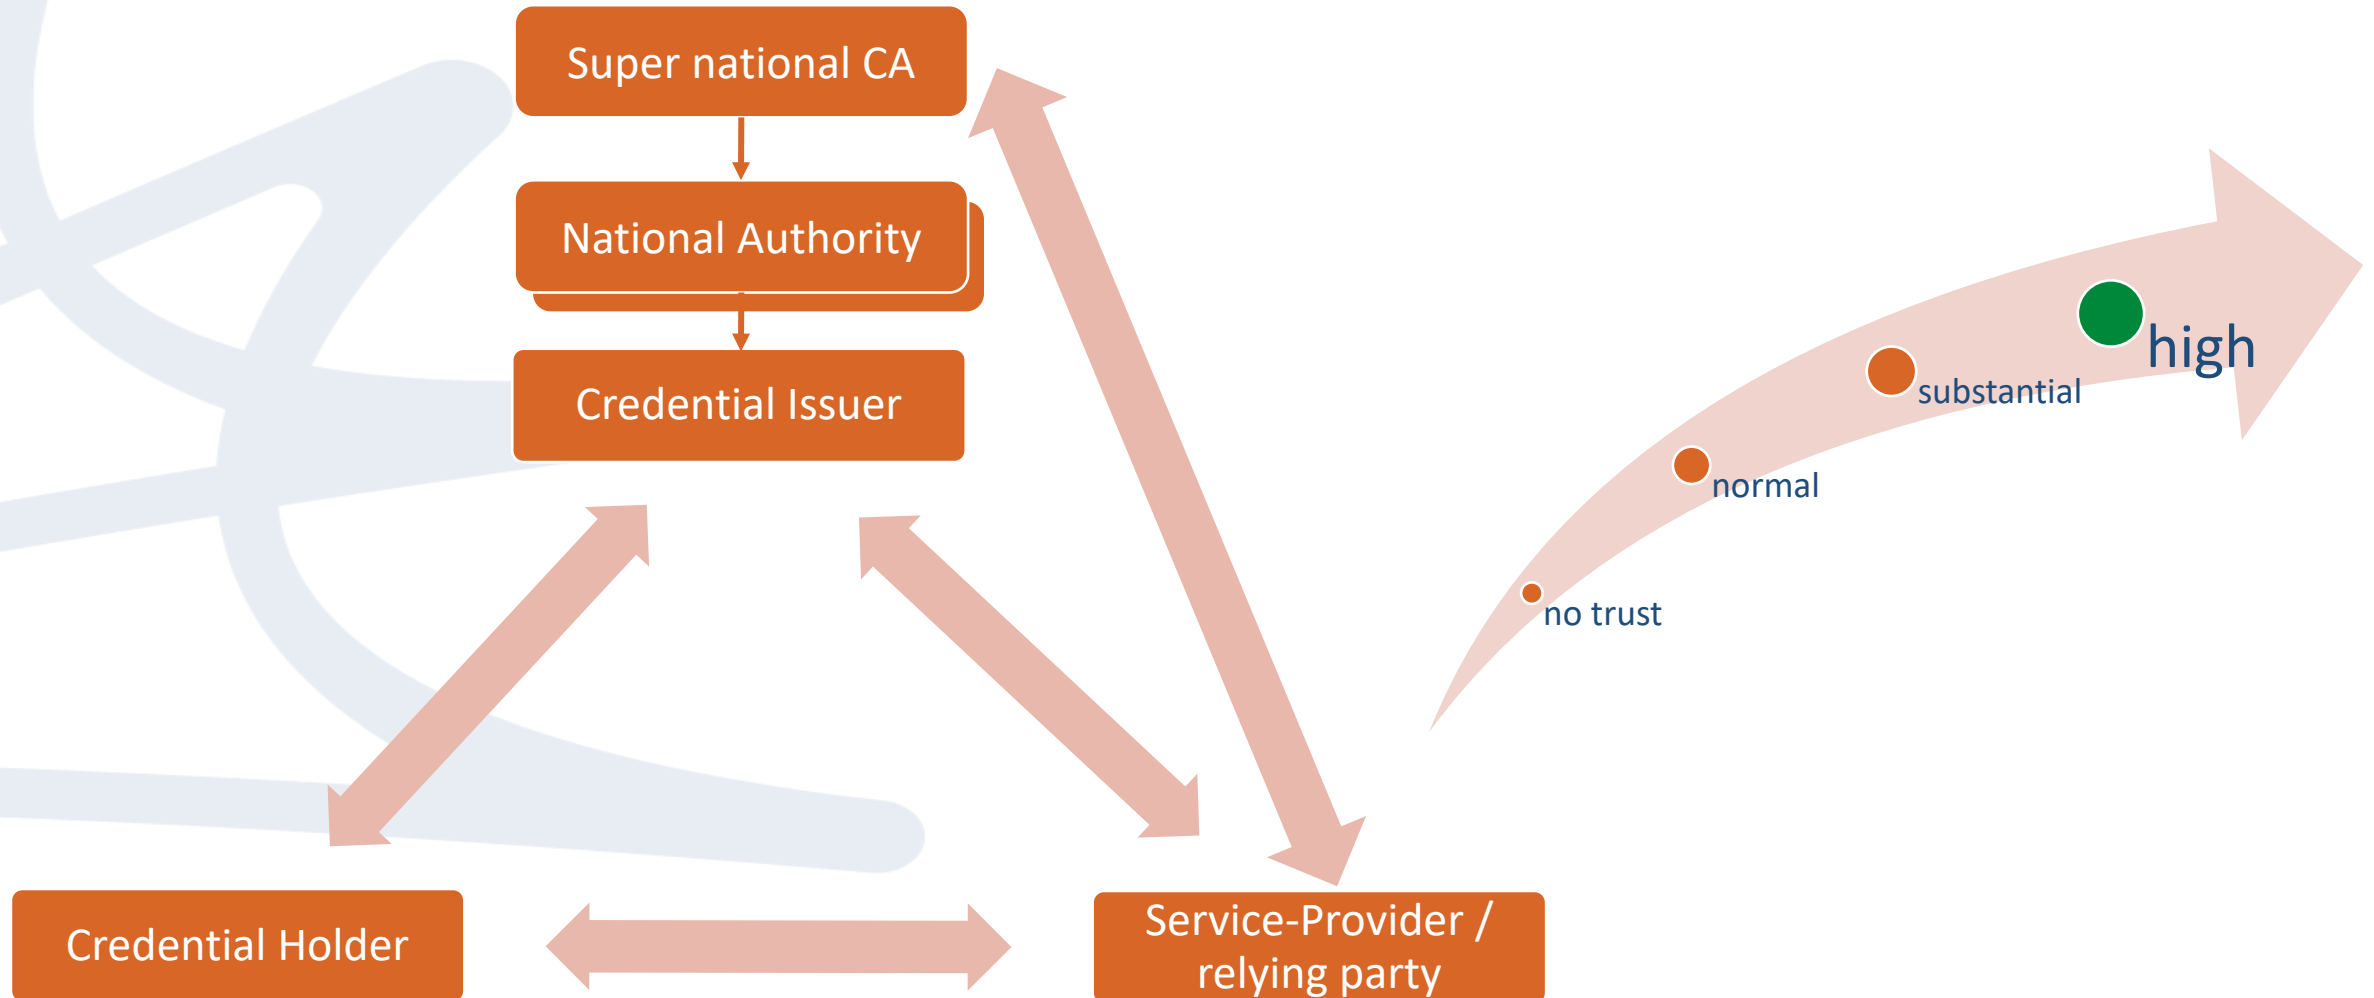 Super national CA
National Authority
Credential Issuer
high
substantial
normal
no trust
Credential Holder
Service-Provider /
relying party